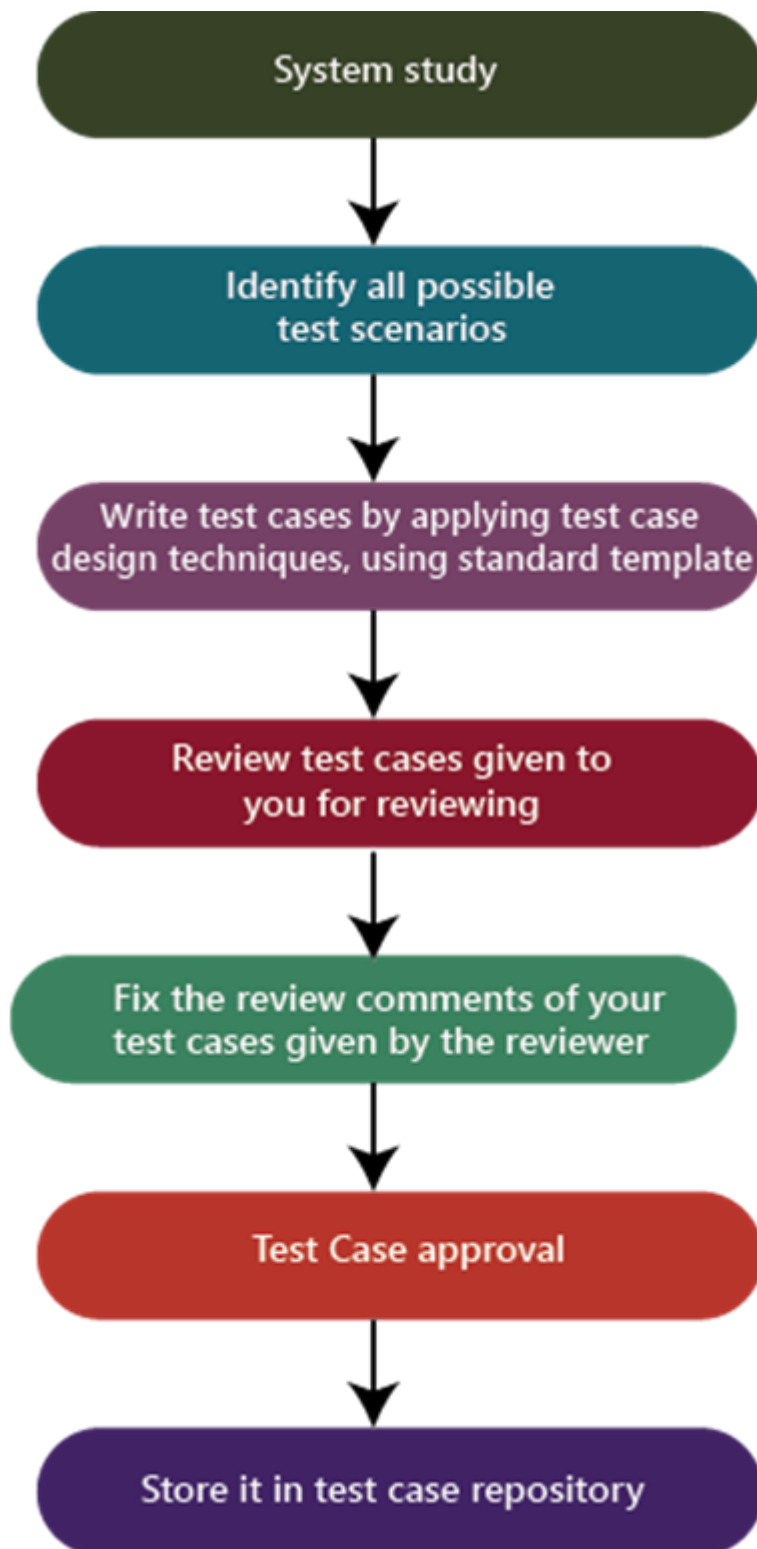 System study
Identify all possible
test scenarios
Write test cases by applying test case
design techniques, using standard template
Review test cases given to
you for reviewing
Fix the review comments of your
test cases given by the reviewer
Test Case approval
Store it in test case repository